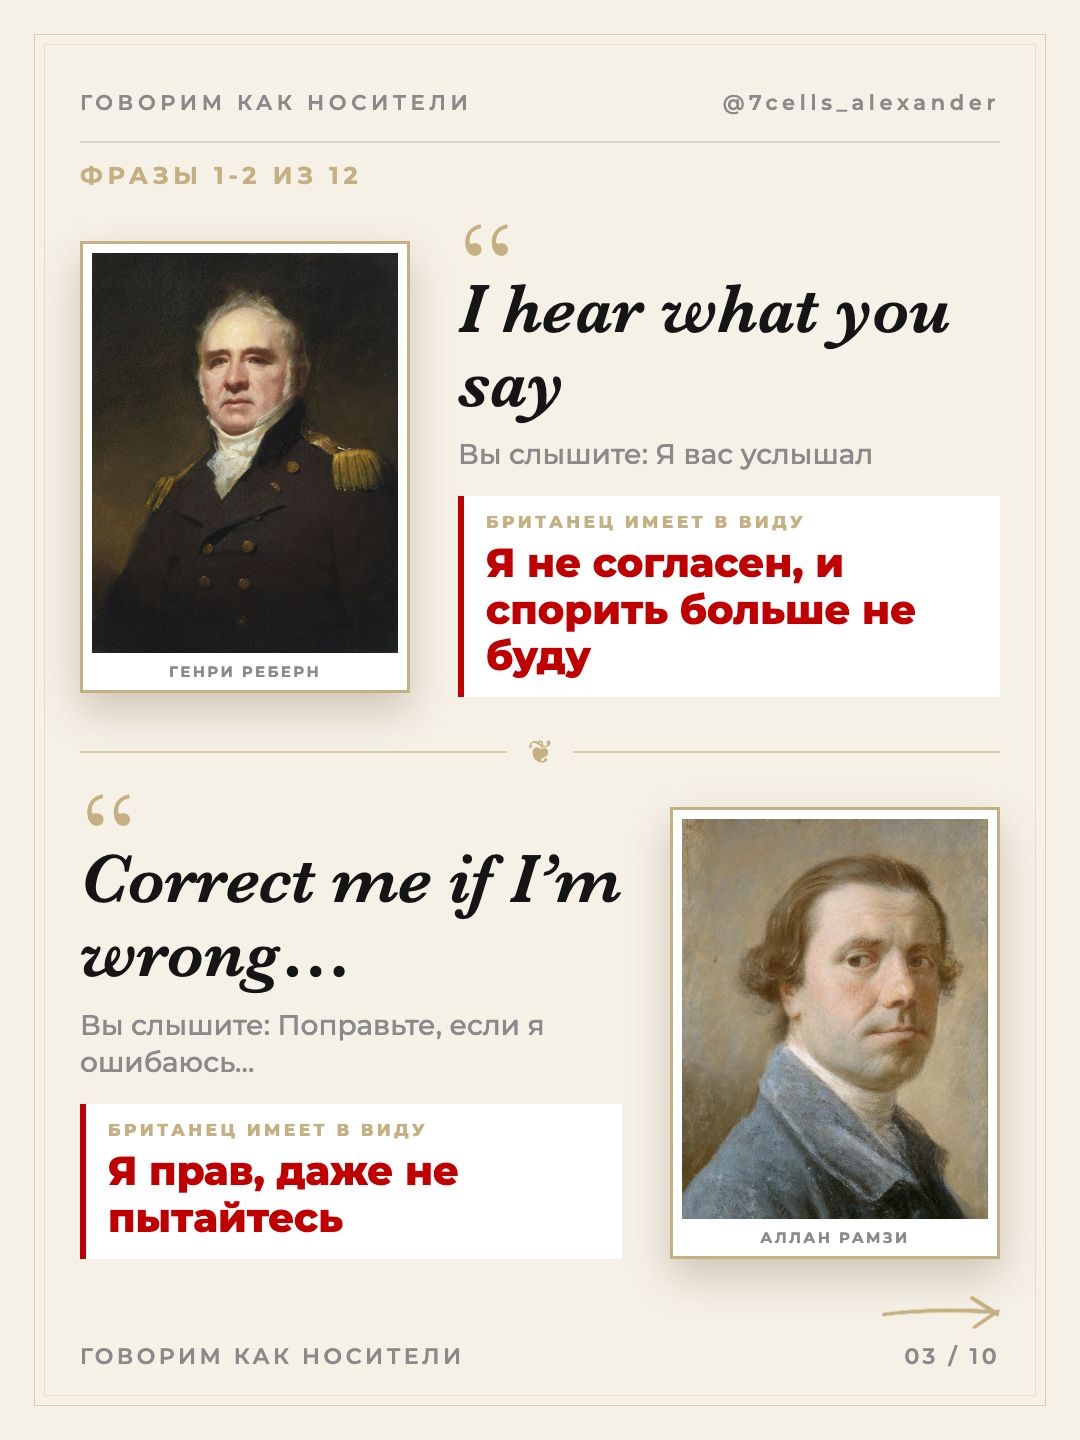 ГОВОРИМ КАК НОСИТЕЛИ
@7cells_alexander
ФРАЗЫ 1-2 ИЗ 12
“
I hear what you
say
Вы слышите: Я вас услышал
БРИТАНЕЦ ИМЕЕТ В ВИДУ
Я не согласен, и
спорить больше не
буду
ГЕНРИ РЕБЕРН
“
Correct me if I’m
wrong…
Вы слышите: Поправьте, если я
ошибаюсь…
БРИТАНЕЦ ИМЕЕТ В ВИДУ
Я прав, даже не
пытайтесь
АЛЛАН РАМЗИ
ГОВОРИМ КАК НОСИТЕЛИ
03 / 10